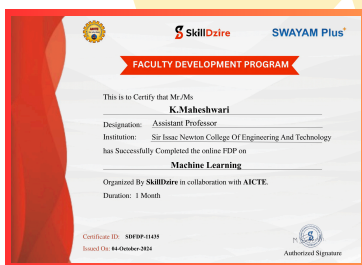 SkillDzire
SWAYAM Plus
FACULTY DEVELOPMENT PROGRAM
This is to Certify that Mr./Ms
K.Maheshwari
Designation: Assistant Professor
Institution: Sir Issac Newton College Of Engineering And Technology
has Successfully Completed the online FDP on
Machine Learning
Organized By SkillDzire in collaboration with AICTE.
Duration: 1 Month
Certificate ID: SDFDP-11435
Issued On: 04-October-2024
Authorized Signature